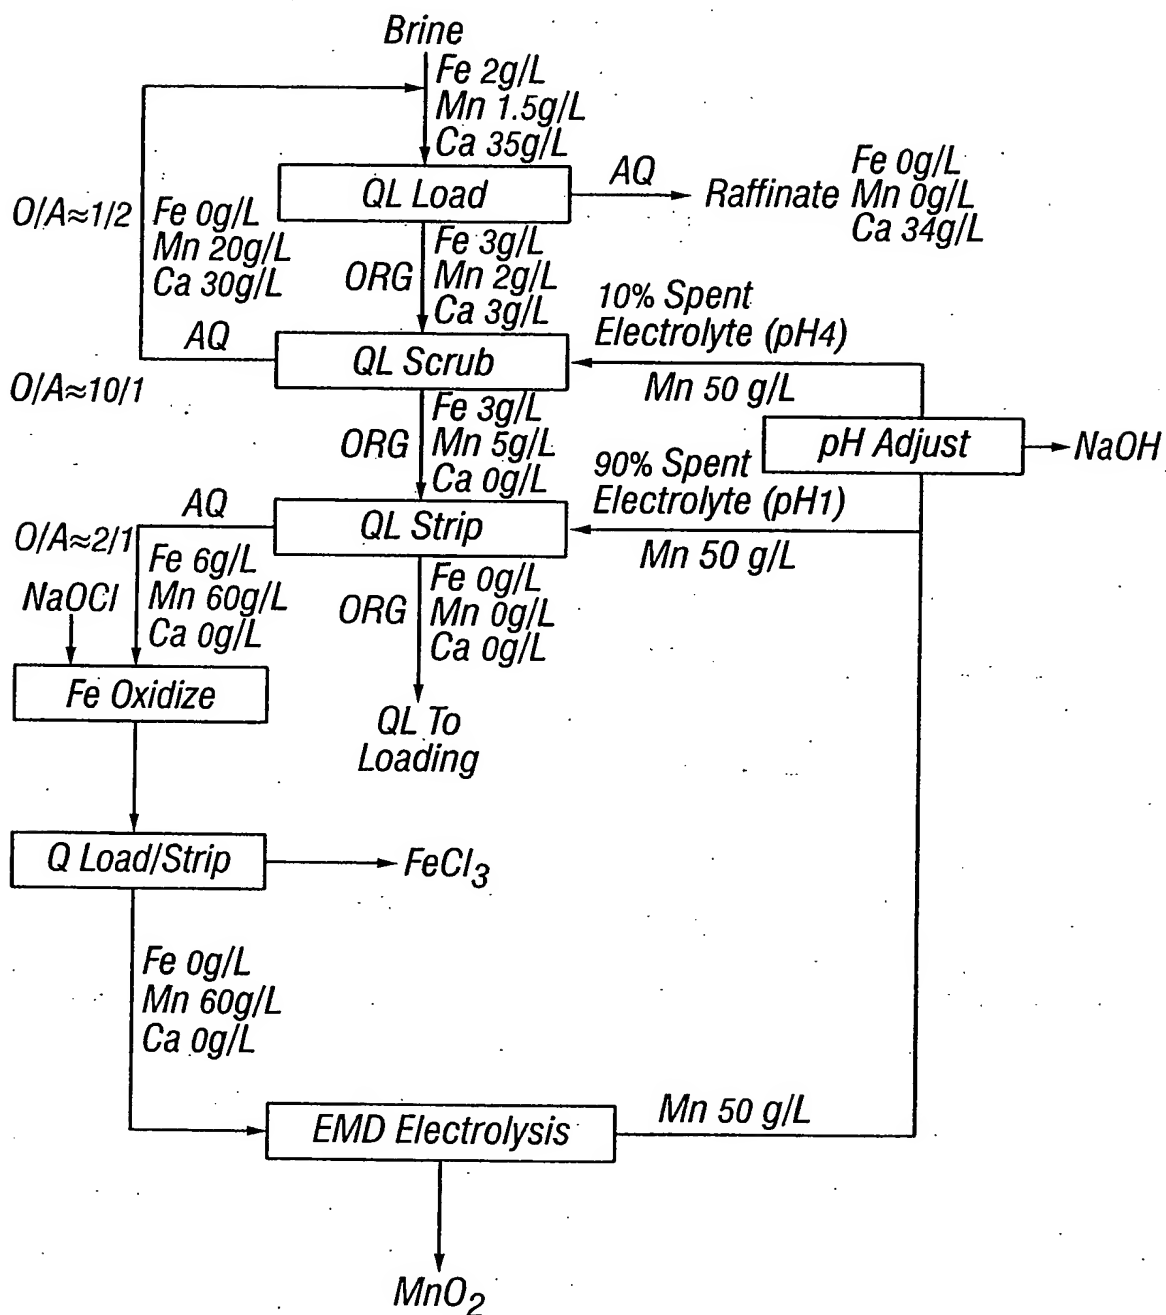 Brine
Fe 2g/L
Mn 1.5g/L
Ca 35g/L
QL Load
AQ
Raffinate
Fe 0g/L
Mn 0g/L
Ca 34g/L
O/A≈1/2
Fe 0g/L
Mn 20g/L
Ca 30g/L
ORG
Fe 3g/L
Mn 2g/L
Ca 3g/L
10% Spent
Electrolyte (pH4)
AQ
QL Scrub
Mn 50 g/L
O/A≈10/1
ORG
Fe 3g/L
Mn 5g/L
Ca 0g/L
pH Adjust
NaOH
90% Spent
Electrolyte (pH1)
AQ
QL Strip
Mn 50 g/L
O/A≈2/1
Fe 6g/L
Mn 60g/L
Ca 0g/L
NaOCl
ORG
Fe 0g/L
Mn 0g/L
Ca 0g/L
Fe Oxidize
QL To
Loading
Q Load/Strip
FeCl3
Fe 0g/L
Mn 60g/L
Ca 0g/L
EMD Electrolysis
Mn 50 g/L
MnO2